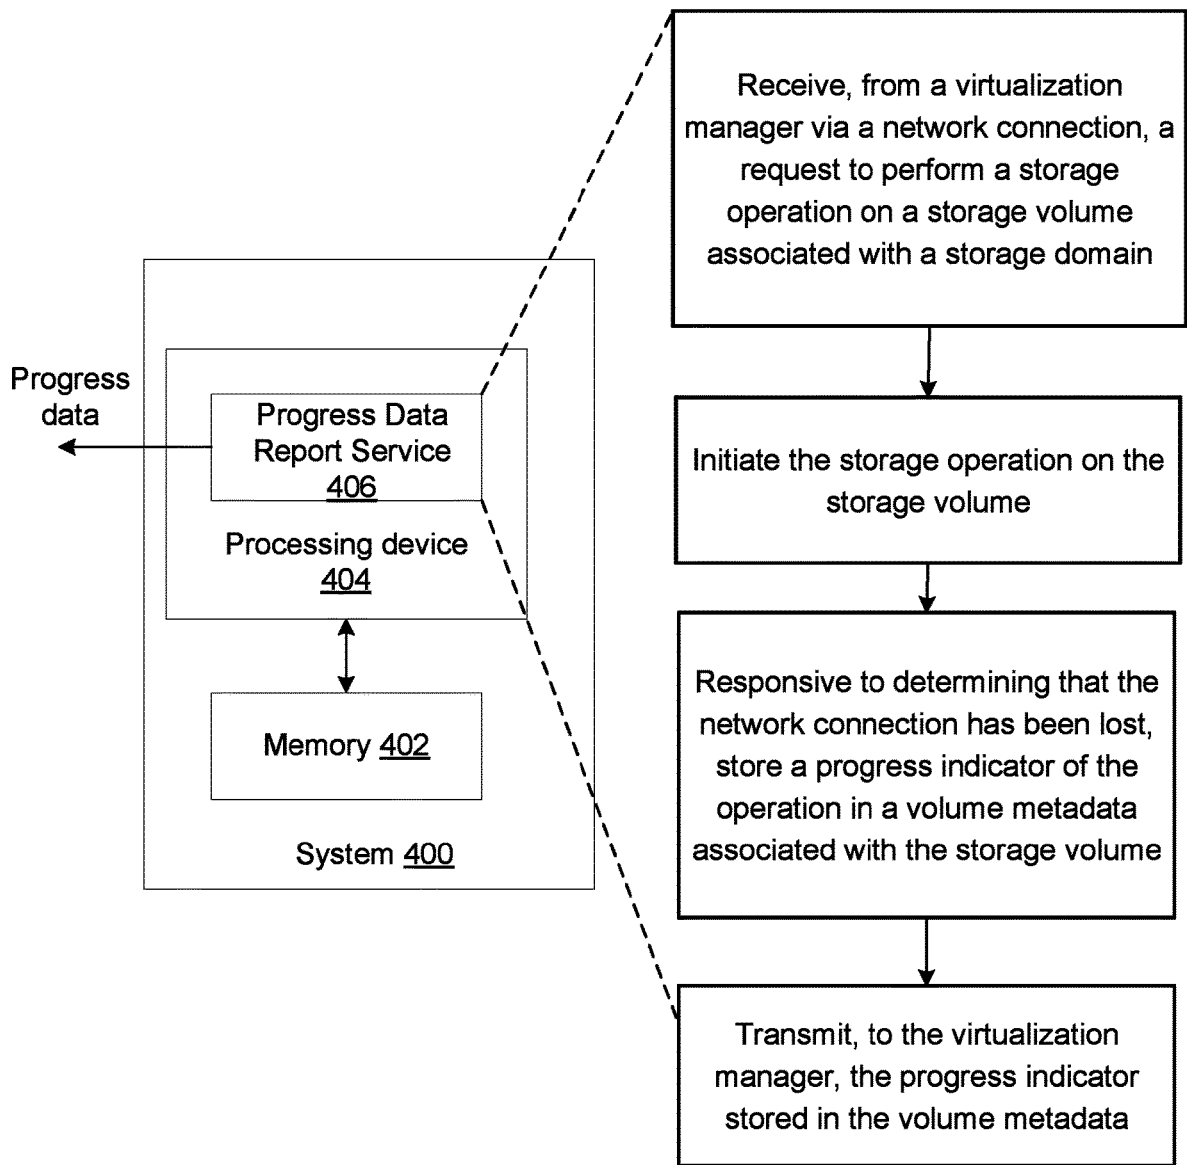 Progress
data
Progress Data
Report Service
406
Processing device
404
Memory 402
System 400
Receive, from a virtualization
manager via a network connection, a
request to perform a storage
operation on a storage volume
associated with a storage domain
Initiate the storage operation on the
storage volume
Responsive to determining that the
network connection has been lost,
store a progress indicator of the
operation in a volume metadata
associated with the storage volume
Transmit, to the virtualization
manager, the progress indicator
stored in the volume metadata